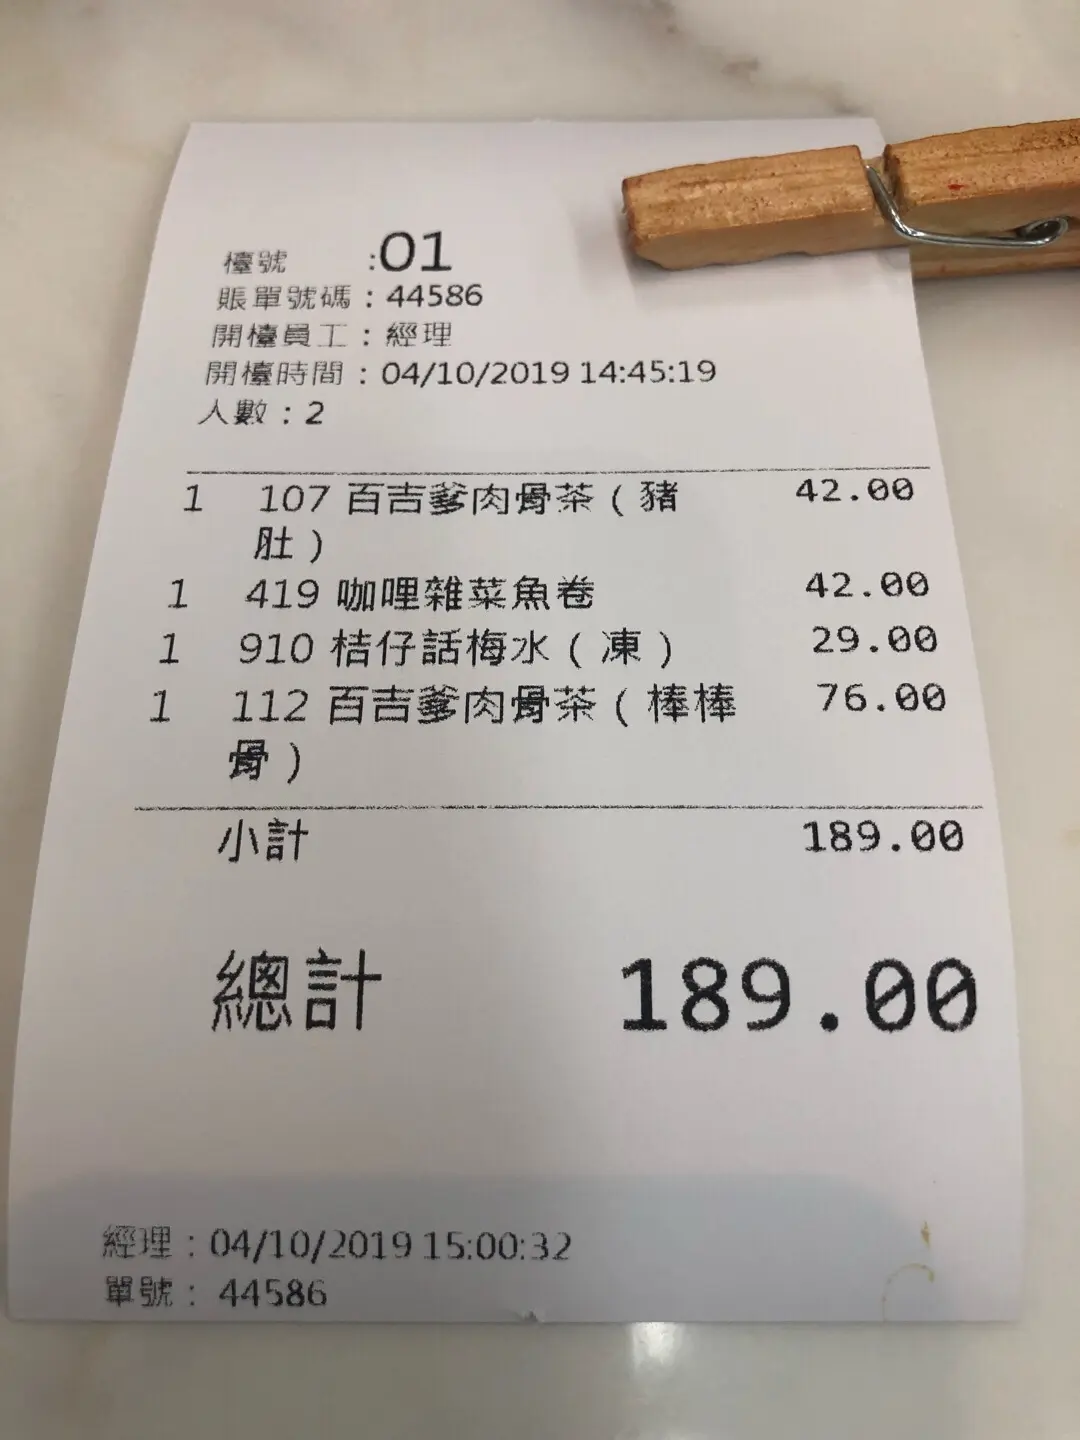 檯號 :01
賬單號碼：44586
開檯員工：經理
開檯時間：04/10/2019 14:45:19
人數：2
1 107 百吉爹肉骨茶（豬 42.00
肚）
1 419 咖哩雜菜魚卷 42.00
1 910 桔仔話梅水（凍） 29.00
1 112 百吉爹肉骨茶（棒棒 76.00
骨）
小計 189.00
總計 189.00
經理：04/10/2019 15:00:32
單號：44586